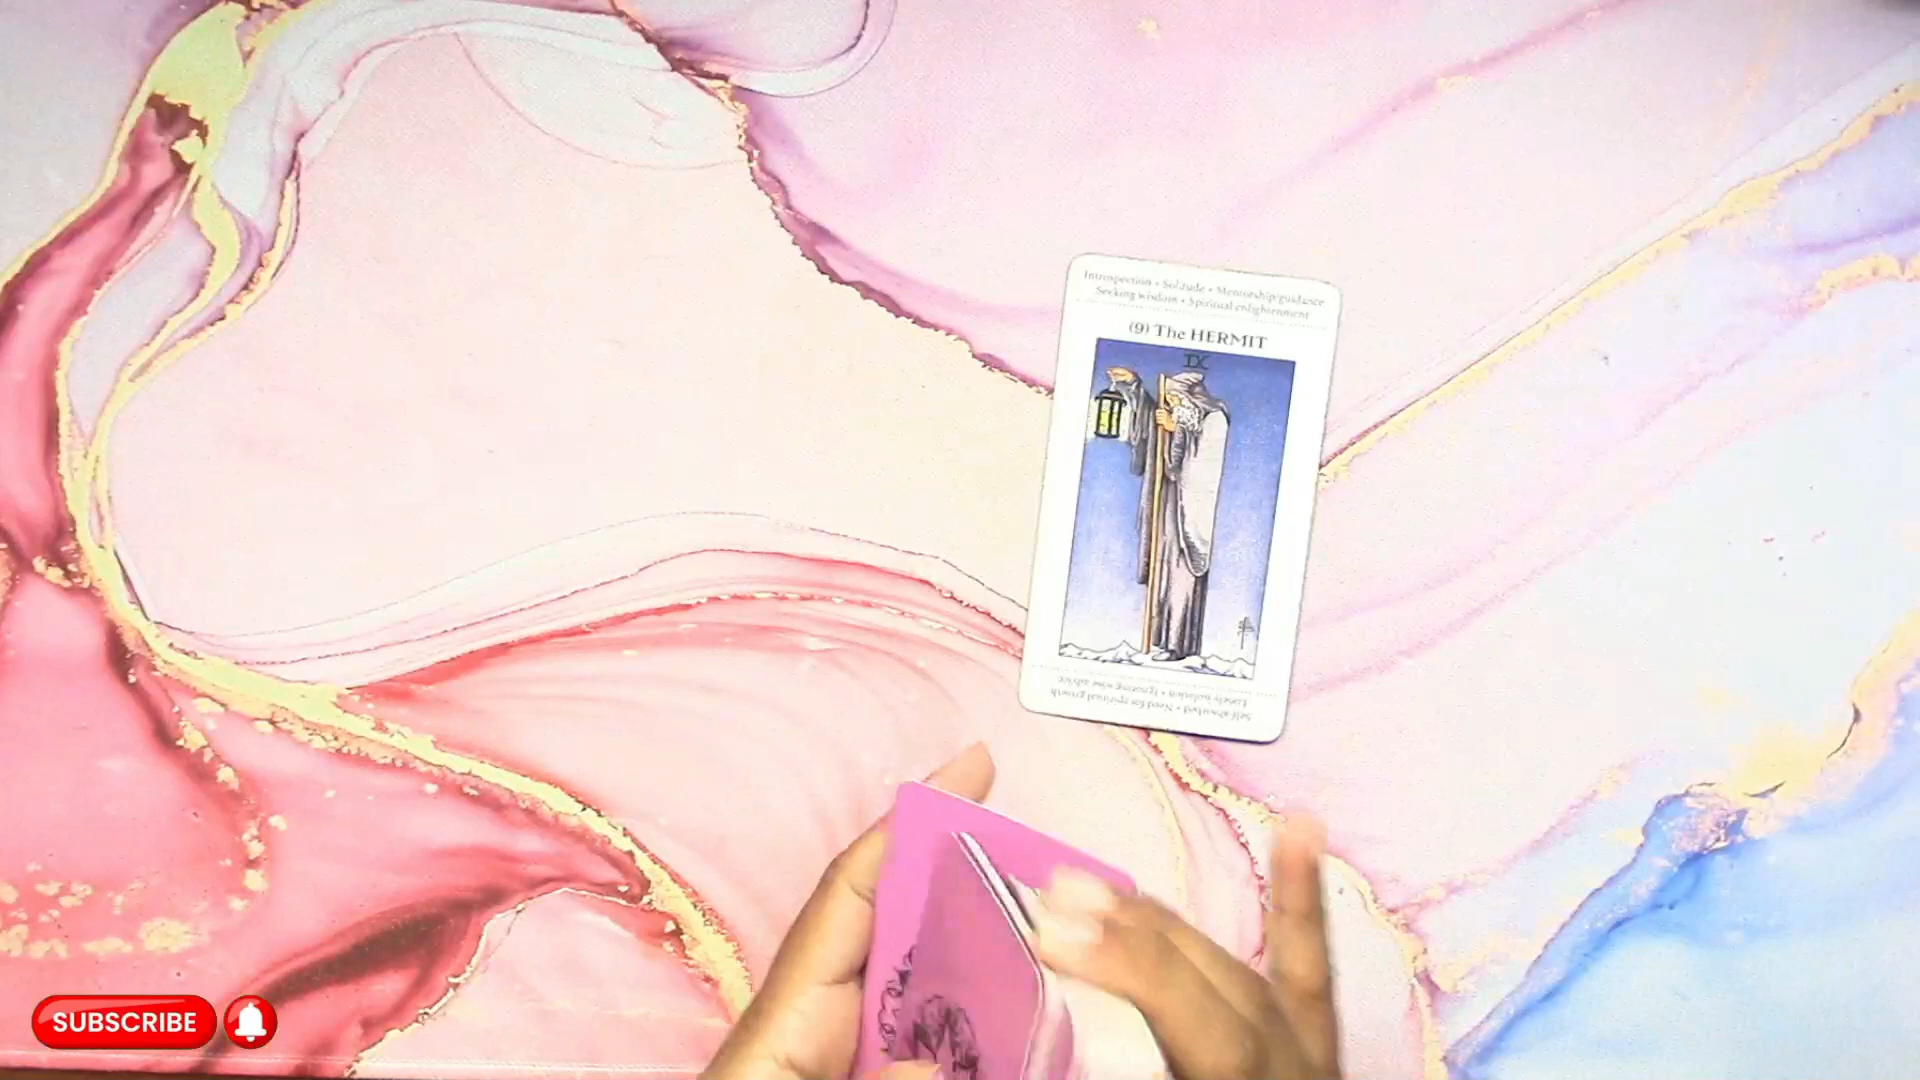 Introspection • Solitude • Mentorship/guidance
Seeking wisdom • Spiritual enlightenment
(9) The HERMIT
IX
Self absorbed • Need for spiritual growth
Lonely isolation • Ignoring wise advice
SUBSCRIBE